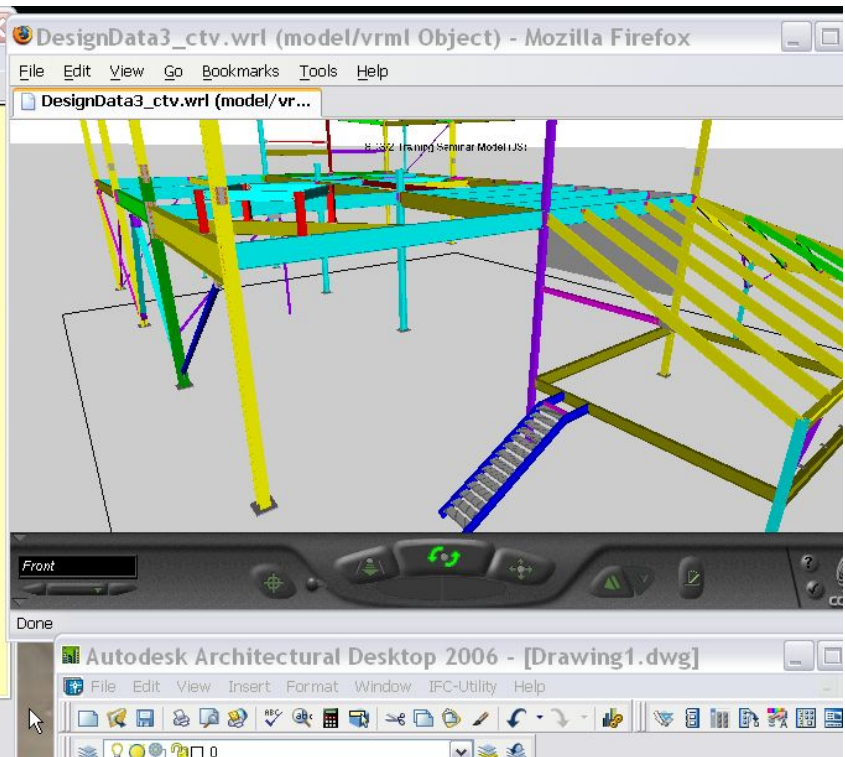 DesignData3_ctv.wrl (model/vrml Object) - Mozilla Firefox
File Edit View Go Bookmarks Tools Help
DesignData3_ctv.wrl (model/vr...
Training Seminar Model
Front
?
Done
Autodesk Architectural Desktop 2006 - [Drawing1.dwg]
File Edit View Insert Format Window IFC-Utility Help
ABC abc
0